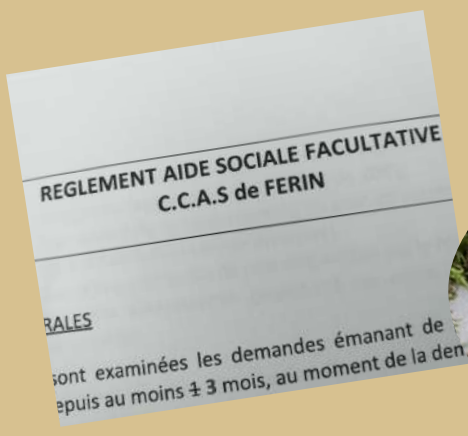 REGLEMENT AIDE SOCIALE FACULTATIVE
C.C.A.S de FERIN
RALES
sont examinées les demandes émanant de
epuis au moins 1 3 mois, au moment de la den